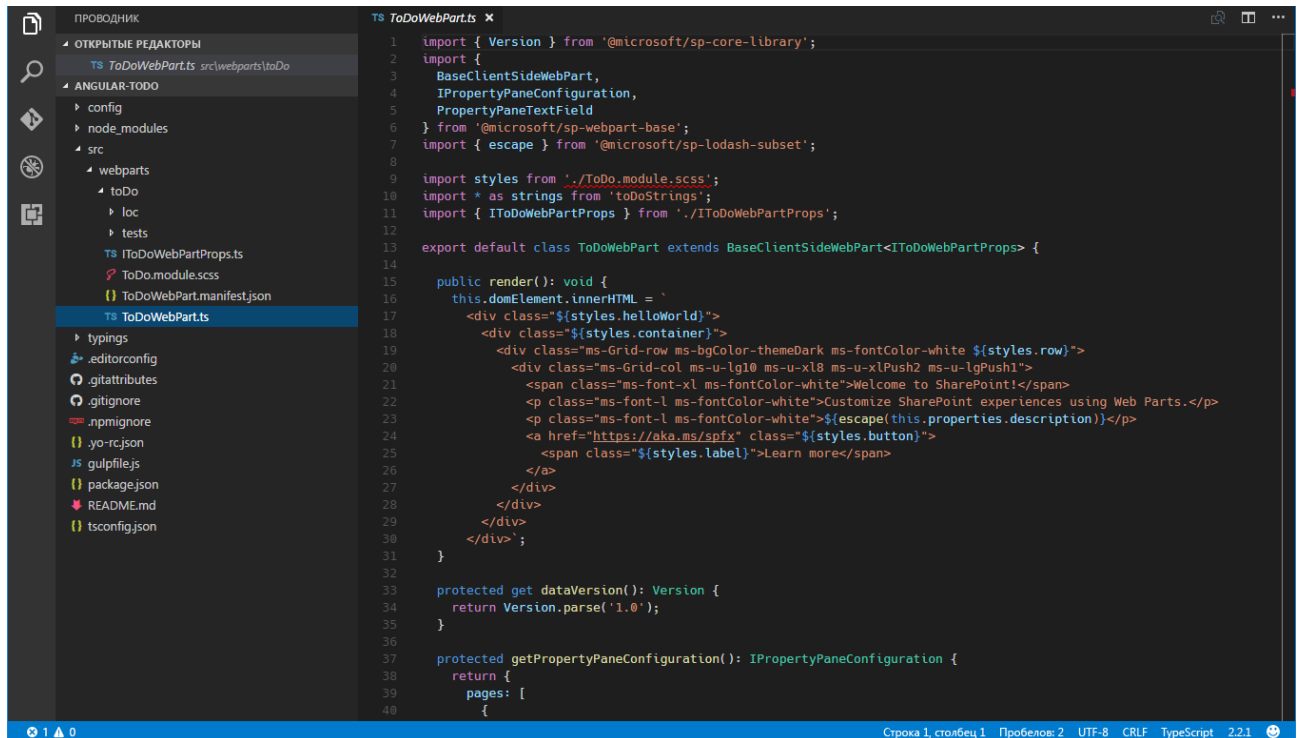 ПРОВОДНИК
ОТКРЫТЫЕ РЕДАКТОРЫ
TS ToDoWebPart.ts src\webparts\toDo
ANGULAR-TODO
config
node_modules
src
webparts
toDo
loc
tests
TS IToDoWebPartProps.ts
ToDo.module.scss
{} ToDoWebPart.manifest.json
TS ToDoWebPart.ts
typings
.editorconfig
.gitattributes
.gitignore
npm .npmignore
{} .yo-rc.json
JS gulpfile.js
{} package.json
README.md
{} tsconfig.json
TS ToDoWebPart.ts ×
1 import { Version } from '@microsoft/sp-core-library';
2 import {
3 BaseClientSideWebPart,
4 IPropertyPaneConfiguration,
5 PropertyPaneTextField
6 } from '@microsoft/sp-webpart-base';
7 import { escape } from '@microsoft/sp-lodash-subset';
8
9 import styles from './ToDo.module.scss';
10 import * as strings from 'toDoStrings';
11 import { IToDoWebPartProps } from './IToDoWebPartProps';
12
13 export default class ToDoWebPart extends BaseClientSideWebPart<IToDoWebPartProps> {
14
15 public render(): void {
16 this.domElement.innerHTML = `
17 <div class="${styles.helloWorld}">
18 <div class="${styles.container}">
19 <div class="ms-Grid-row ms-bgColor-themeDark ms-fontColor-white ${styles.row}">
20 <div class="ms-Grid-col ms-u-lg10 ms-u-xl8 ms-u-xlPush2 ms-u-lgPush1">
21 <span class="ms-font-xl ms-fontColor-white">Welcome to SharePoint!</span>
22 <p class="ms-font-l ms-fontColor-white">Customize SharePoint experiences using Web Parts.</p>
23 <p class="ms-font-l ms-fontColor-white">${escape(this.properties.description)}</p>
24 <a href="https://aka.ms/spfx" class="${styles.button}">
25 <span class="${styles.label}">Learn more</span>
26 </a>
27 </div>
28 </div>
29 </div>
30 </div>`;
31 }
32
33 protected get dataVersion(): Version {
34 return Version.parse('1.0');
35 }
36
37 protected getPropertyPaneConfiguration(): IPropertyPaneConfiguration {
38 return {
39 pages: [
40 {
1 0 Строка 1, столбец 1 Пробелов: 2 UTF-8 CRLF TypeScript 2.2.1